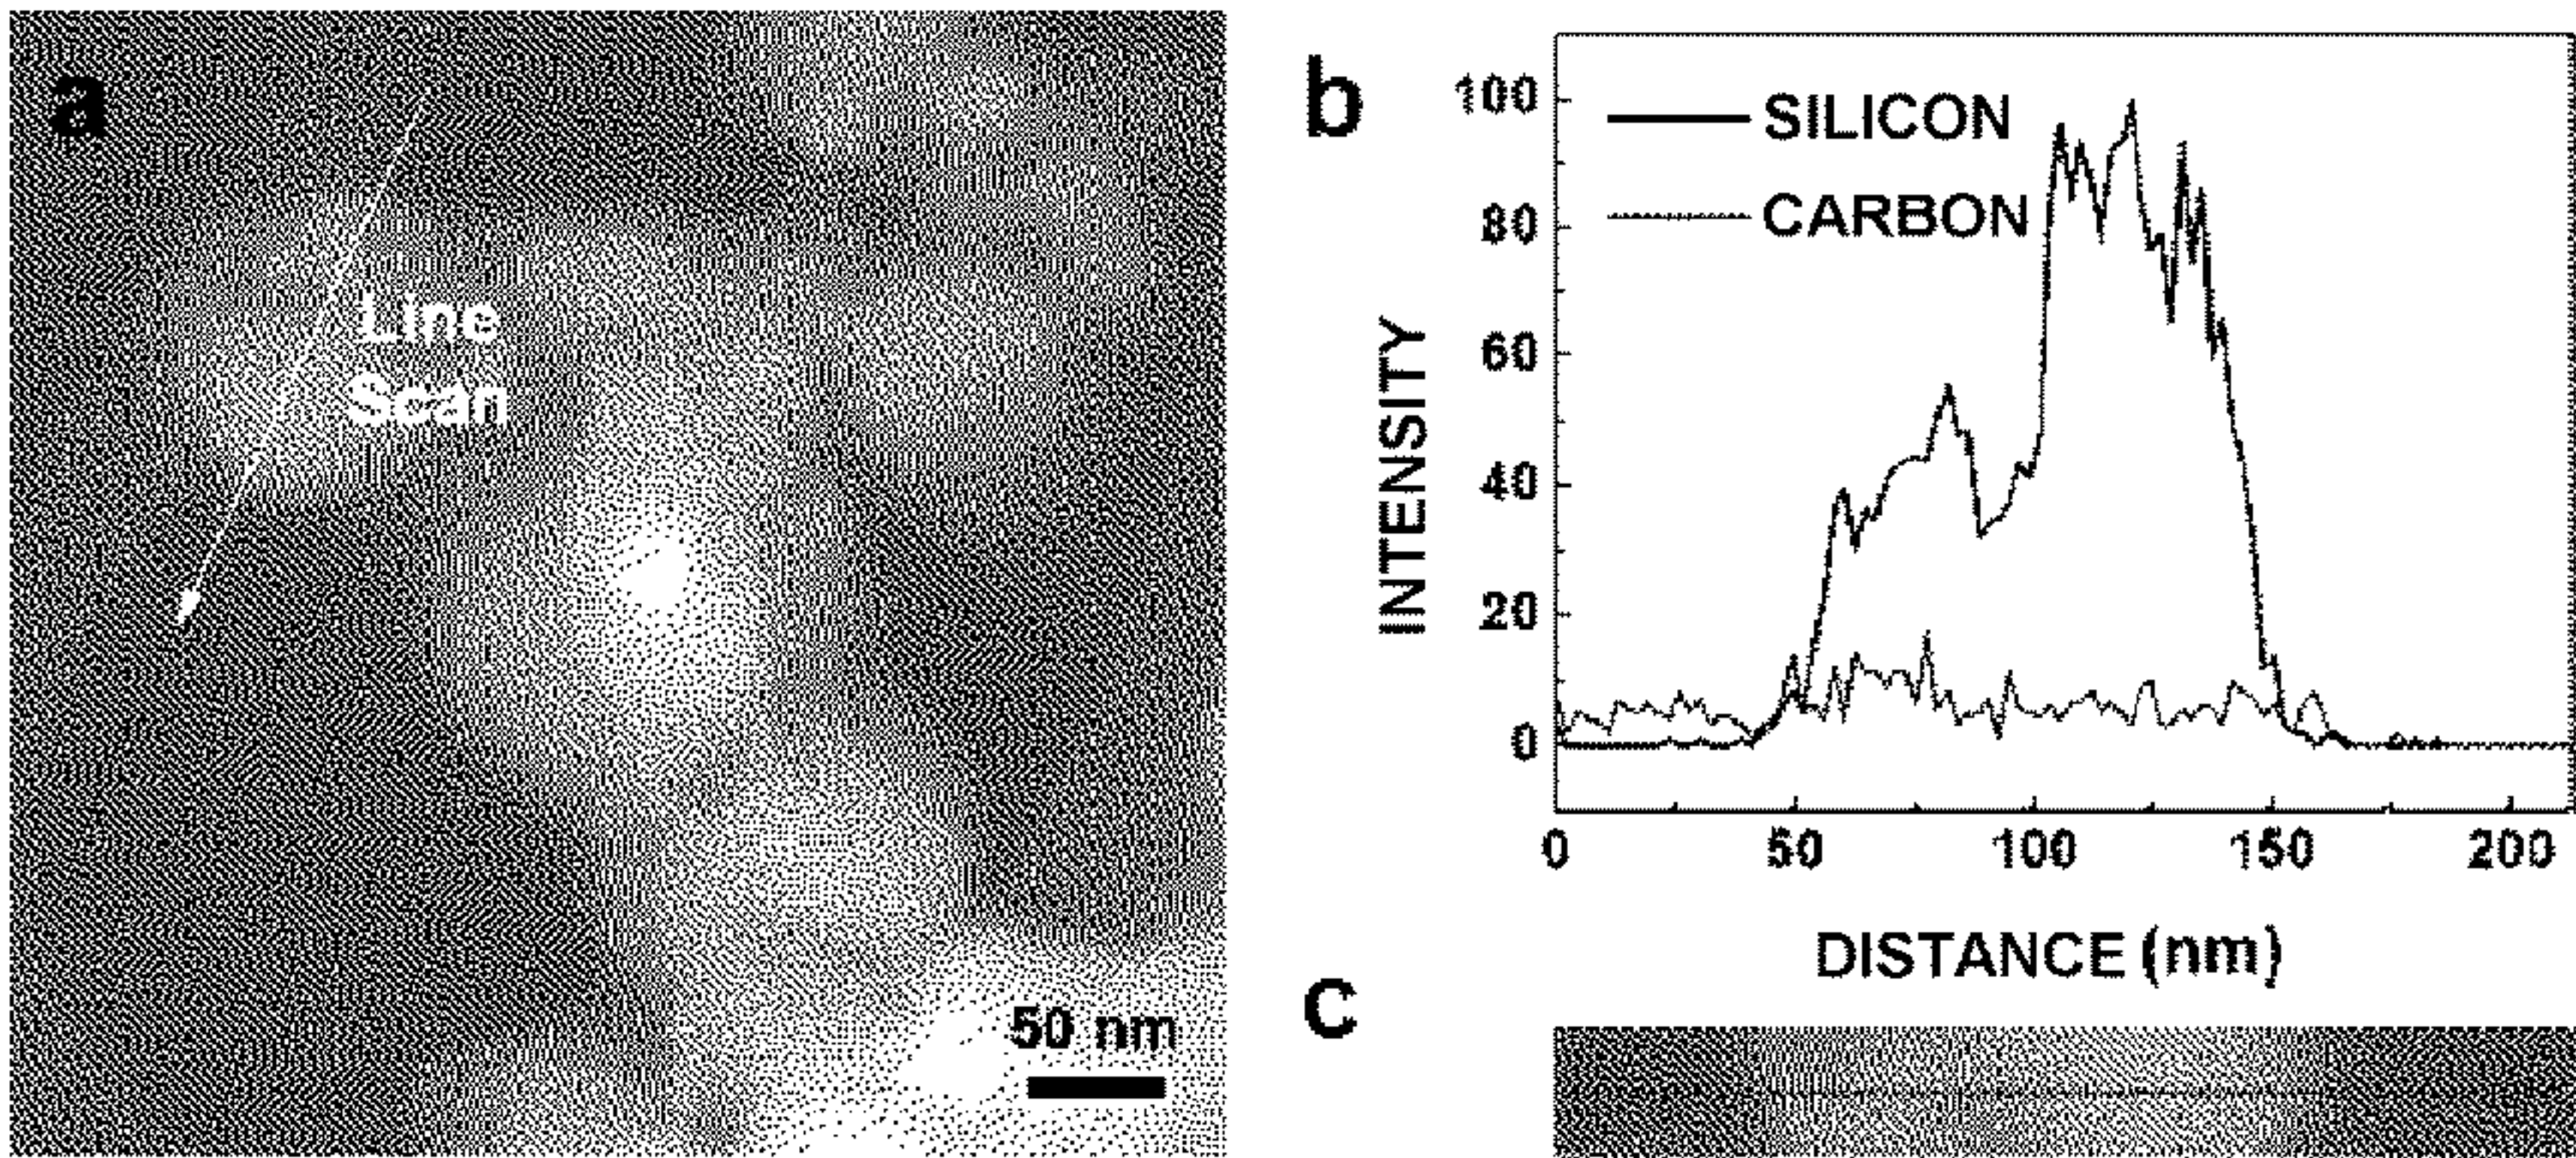 a
Line
Scan
50 nm
b
100
80
60
40
20
0
INTENSITY
SILICON
CARBON
0 50 100 150 200
DISTANCE (nm)
c